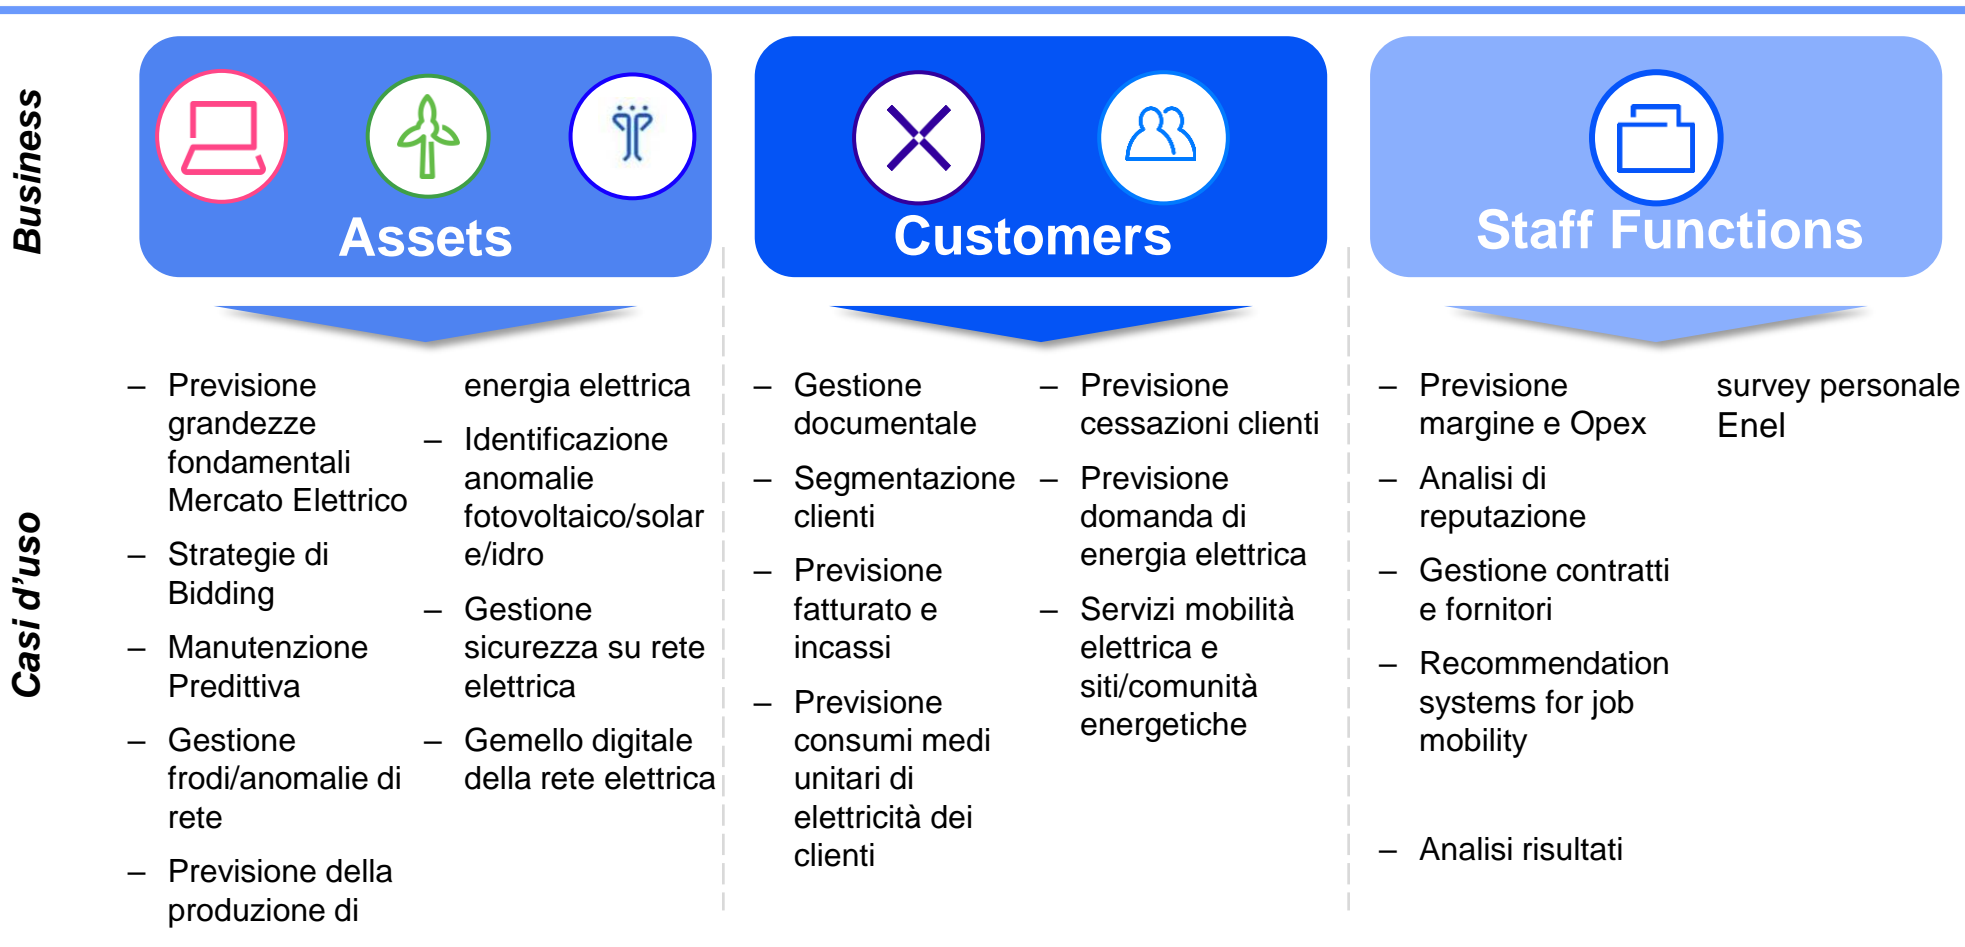 Business
Assets
Customers
Staff Functions
Casi d'uso
– Previsione
grandezze
fondamentali
Mercato Elettrico
– Strategie di
Bidding
– Manutenzione
Predittiva
– Gestione
frodi/anomalie di
rete
– Previsione della
produzione di
energia elettrica
– Identificazione
anomalie
fotovoltaico/solar
e/idro
– Gestione
sicurezza su rete
elettrica
– Gemello digitale
della rete elettrica
– Gestione
documentale
– Segmentazione
clienti
– Previsione
fatturato e
incassi
– Previsione
consumi medi
unitari di
elettricità dei
clienti
– Previsione
cessazioni clienti
– Previsione
domanda di
energia elettrica
– Servizi mobilità
elettrica e
siti/comunità
energetiche
– Previsione
margine e Opex
– Analisi di
reputazione
– Gestione contratti
e fornitori
– Recommendation
systems for job
mobility
– Analisi risultati
survey personale
Enel